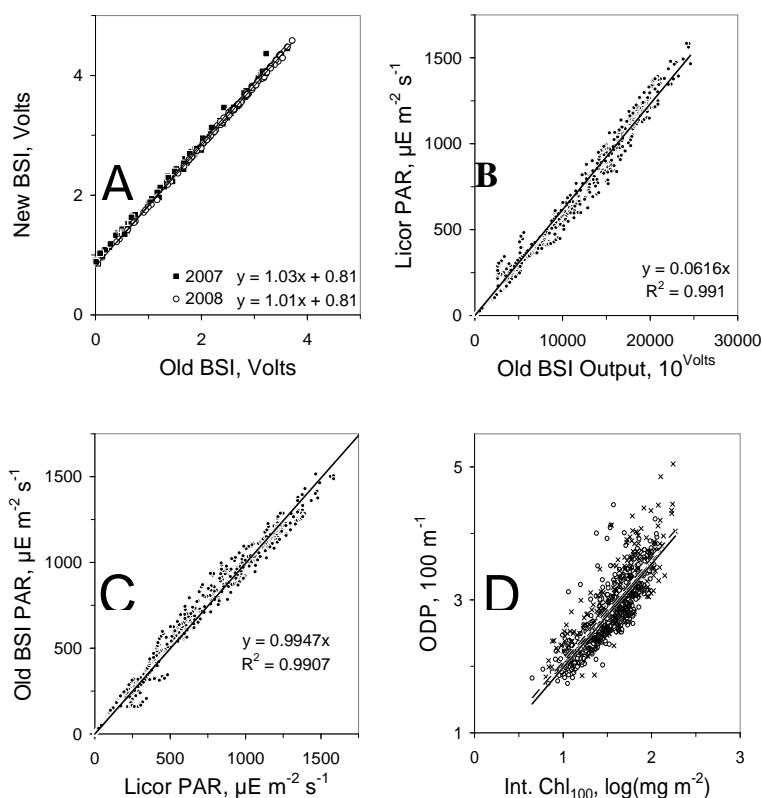 4
2
0
New BSI, Volts
A
■ 2007 y = 1.03x + 0.81
○ 2008 y = 1.01x + 0.81
0 2 4
Old BSI, Volts
1500
1000
500
0
Licor PAR, µE m⁻² s⁻¹
B
y = 0.0616x
R² = 0.991
0 10000 20000 30000
Old BSI Output, 10^Volts
1500
1000
500
0
Old BSI PAR, µE m⁻² s⁻¹
C
y = 0.9947x
R² = 0.9907
0 500 1000 1500
Licor PAR, µE m⁻² s⁻¹
5
3
1
ODP, 100 m⁻¹
D
0 1 2 3
Int. Chl₁₀₀, log(mg m⁻²)